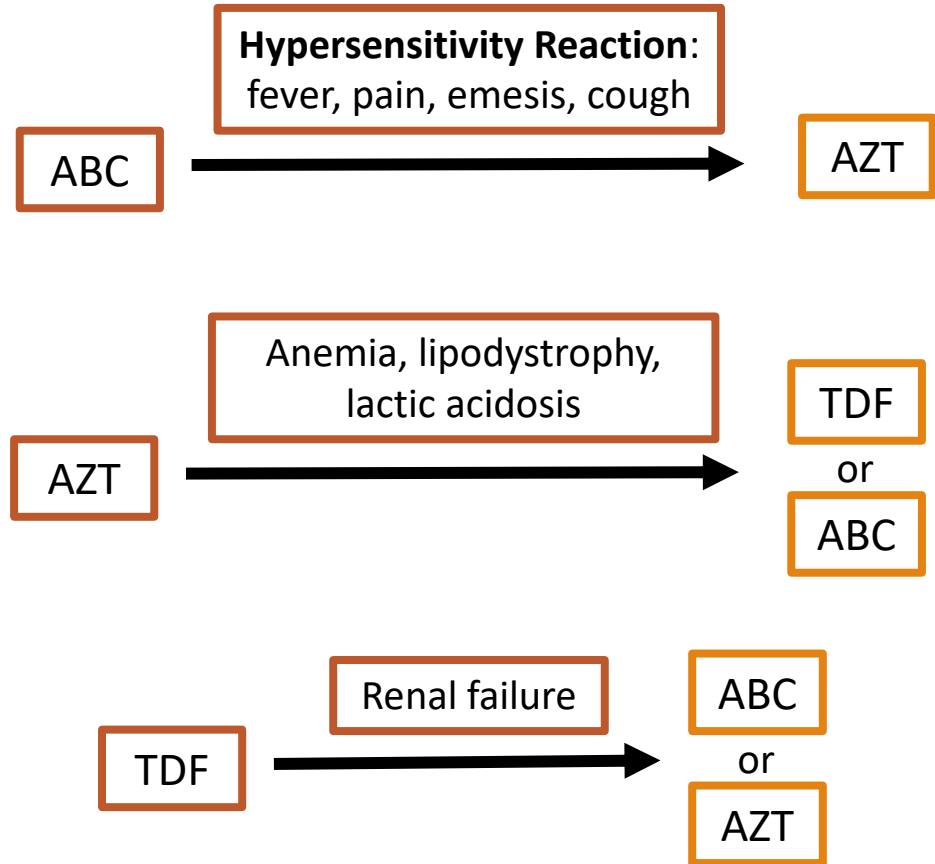 Hypersensitivity Reaction:
fever, pain, emesis, cough
ABC
AZT
Anemia, lipodystrophy,
lactic acidosis
AZT
TDF
or
ABC
Renal failure
TDF
ABC
or
AZT